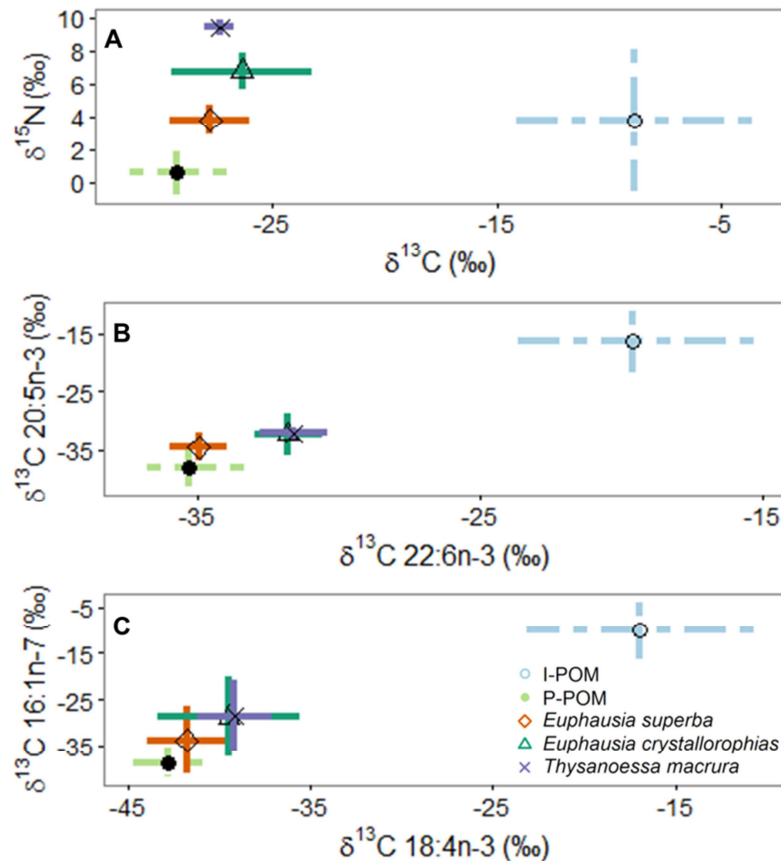 A
δ15N (‰)
10
8
6
4
2
0
-25
-15
-5
δ13C (‰)
B
δ13C 20:5n-3 (‰)
-15
-25
-35
-35
-25
-15
δ13C 22:6n-3 (‰)
C
δ13C 16:1n-7 (‰)
-5
-15
-25
-35
I-POM
P-POM
Euphausia superba
Euphausia crystallorophias
Thysanoessa macrura
-45
-35
-25
-15
δ13C 18:4n-3 (‰)